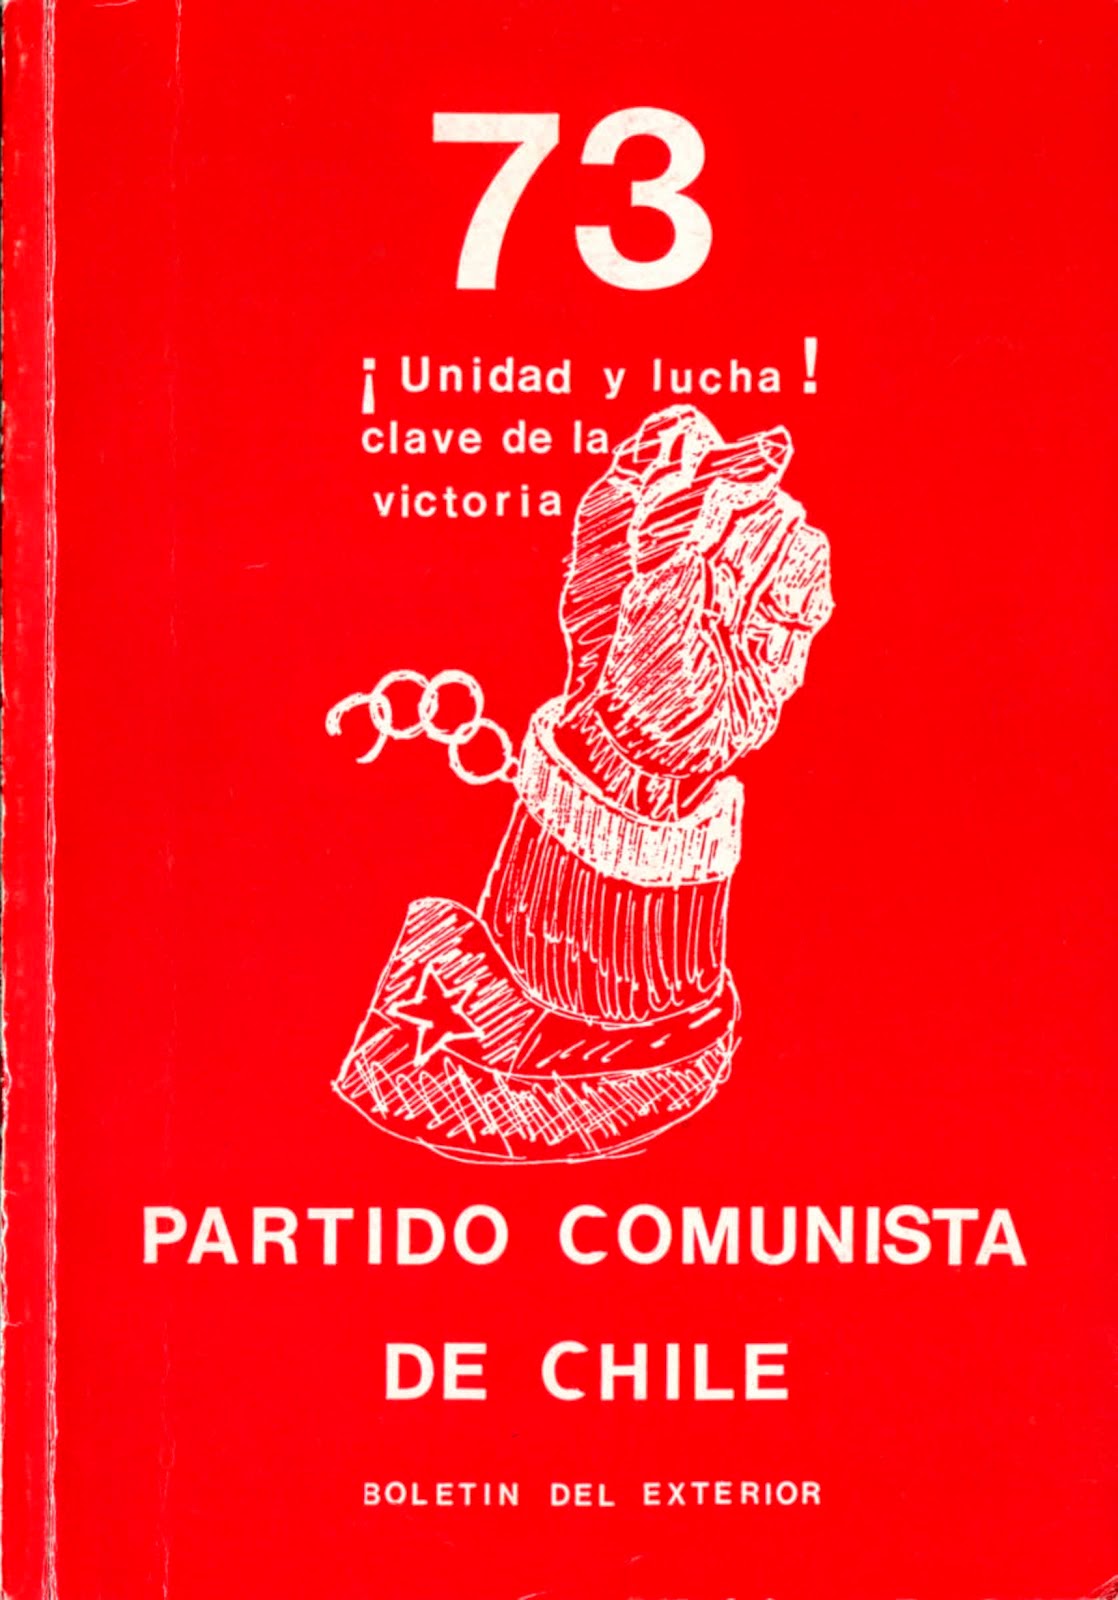 73
¡Unidad y lucha!
clave de la
victoria
PARTIDO COMUNISTA
DE CHILE
BOLETIN DEL EXTERIOR